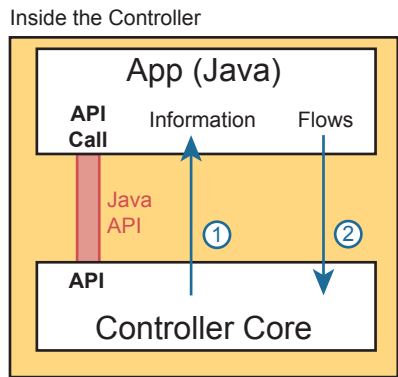 Inside the Controller
App (Java)
API
Call
Information
Flows
Java
API
1
2
API
Controller Core